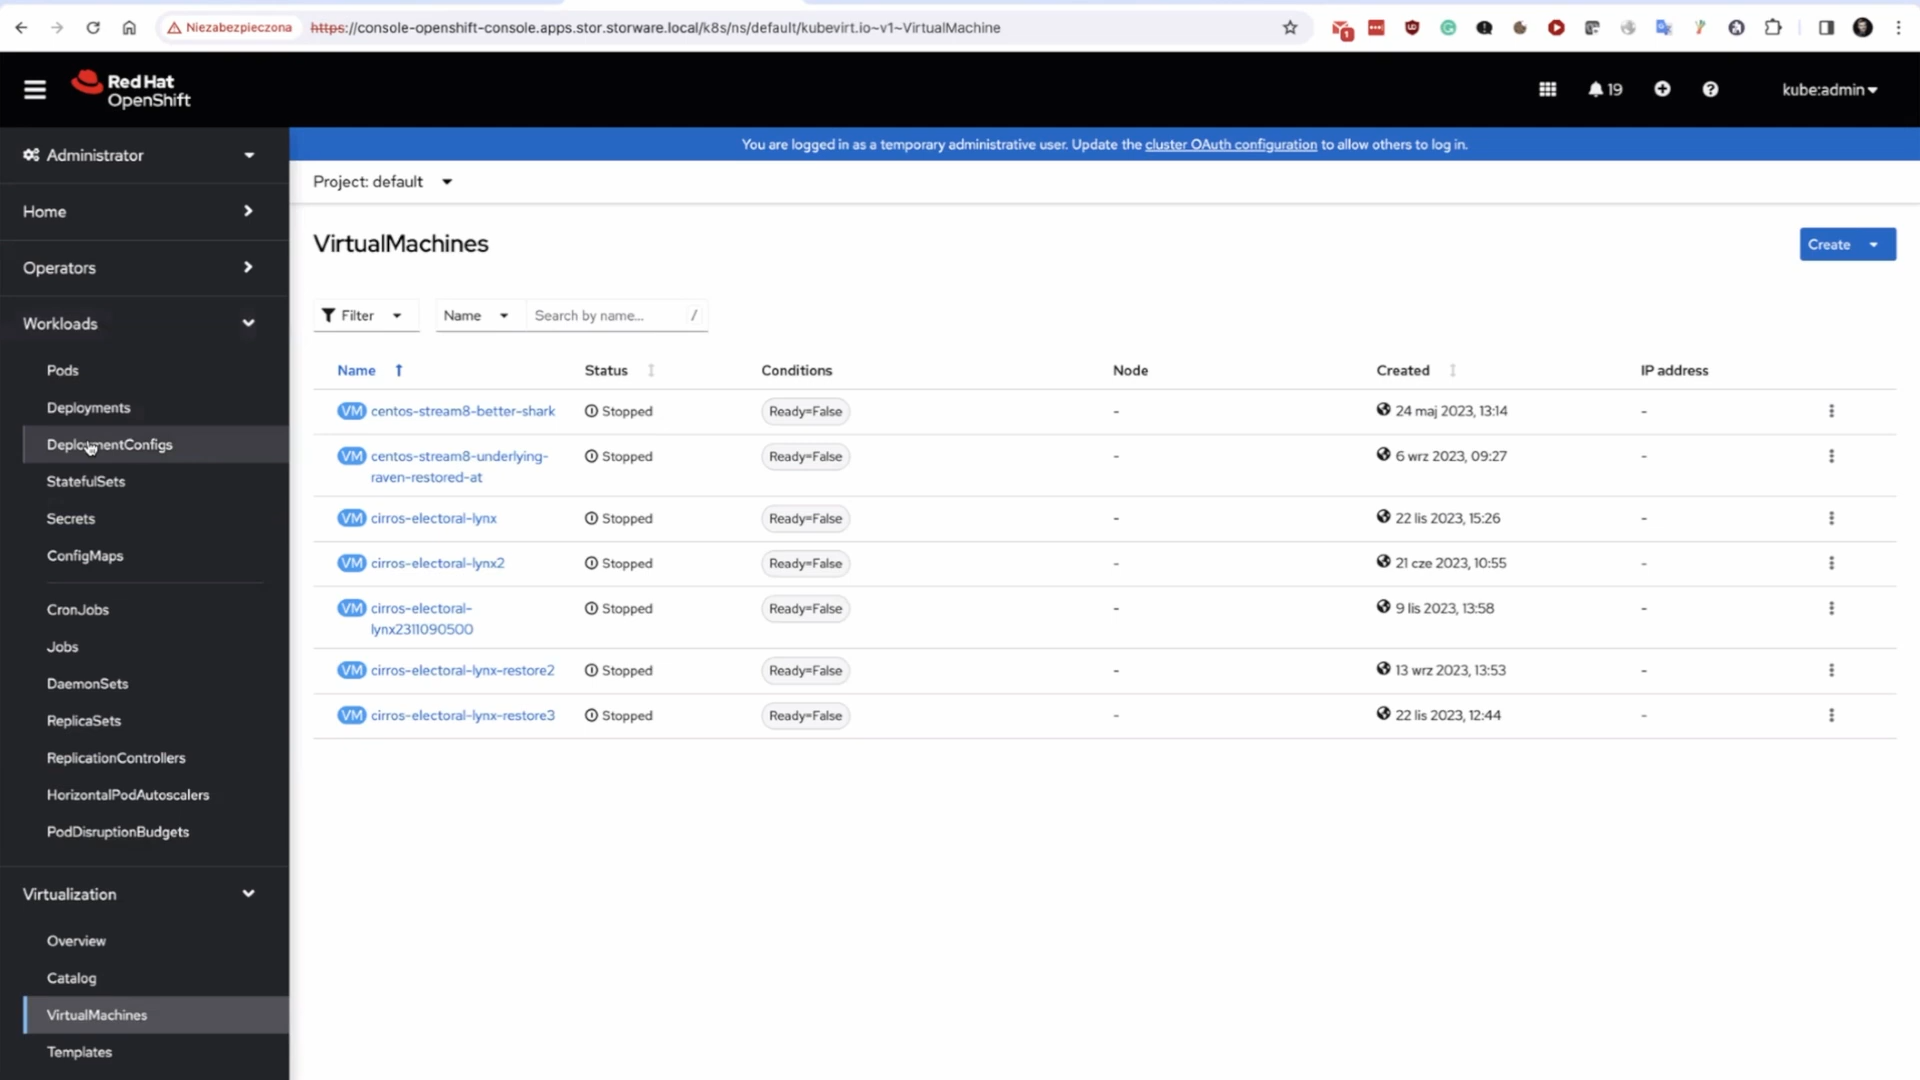 Niezabezpieczona
https://console-openshift-console.apps.stor.storware.local/k8s/ns/default/kubevirt.io~v1~VirtualMachine
1
Red Hat
OpenShift
19
kube:admin
Administrator
You are logged in as a temporary administrative user. Update the cluster OAuth configuration to allow others to log in.
Project: default
Home
Operators
Workloads
Pods
Deployments
DeploymentConfigs
StatefulSets
Secrets
ConfigMaps
CronJobs
Jobs
DaemonSets
ReplicaSets
ReplicationControllers
HorizontalPodAutoscalers
PodDisruptionBudgets
Virtualization
Overview
Catalog
VirtualMachines
Templates
VirtualMachines
Create
Filter
Name
Search by name...
/
Name Status Conditions Node Created IP address
VM centos-stream8-better-shark Stopped Ready=False - 24 maj 2023, 13:14 -
VM centos-stream8-underlying- Stopped Ready=False - 6 wrz 2023, 09:27 -
raven-restored-at
VM cirros-electoral-lynx Stopped Ready=False - 22 lis 2023, 15:26 -
VM cirros-electoral-lynx2 Stopped Ready=False - 21 cze 2023, 10:55 -
VM cirros-electoral- Stopped Ready=False - 9 lis 2023, 13:58 -
lynx2311090500
VM cirros-electoral-lynx-restore2 Stopped Ready=False - 13 wrz 2023, 13:53 -
VM cirros-electoral-lynx-restore3 Stopped Ready=False - 22 lis 2023, 12:44 -